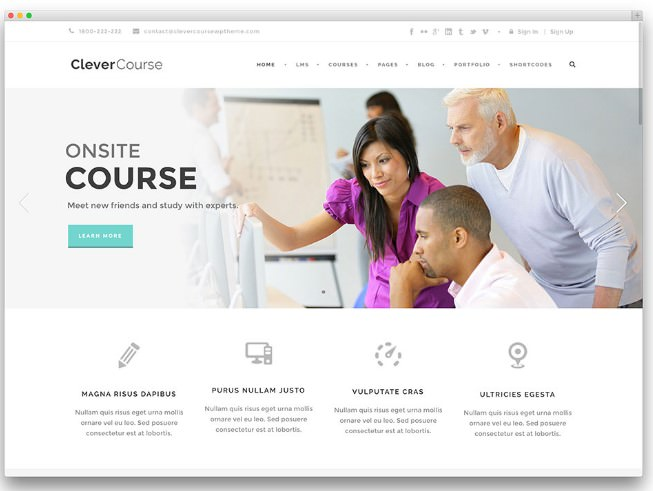 1800-222-222 contact@clevercoursewptheme.com Sign In | Sign Up
CleverCourse HOME LMS COURSES PAGES BLOG PORTFOLIO SHORTCODES
ONSITE
COURSE
Meet new friends and study with experts.
LEARN MORE
MAGNA RISUS DAPIBUS
Nullam quis risus eget urna mollis
ornare vel eu leo. Sed posuere
consectetur est at lobortis.
PURUS NULLAM JUSTO
Nullam quis risus eget urna mollis
ornare vel eu leo. Sed posuere
consectetur est at lobortis.
VULPUTATE CRAS
Nullam quis risus eget urna mollis
ornare vel eu leo. Sed posuere
consectetur est at lobortis.
ULTRICIES EGESTA
Nullam quis risus eget urna mollis
ornare vel eu leo. Sed posuere
consectetur est at lobortis.